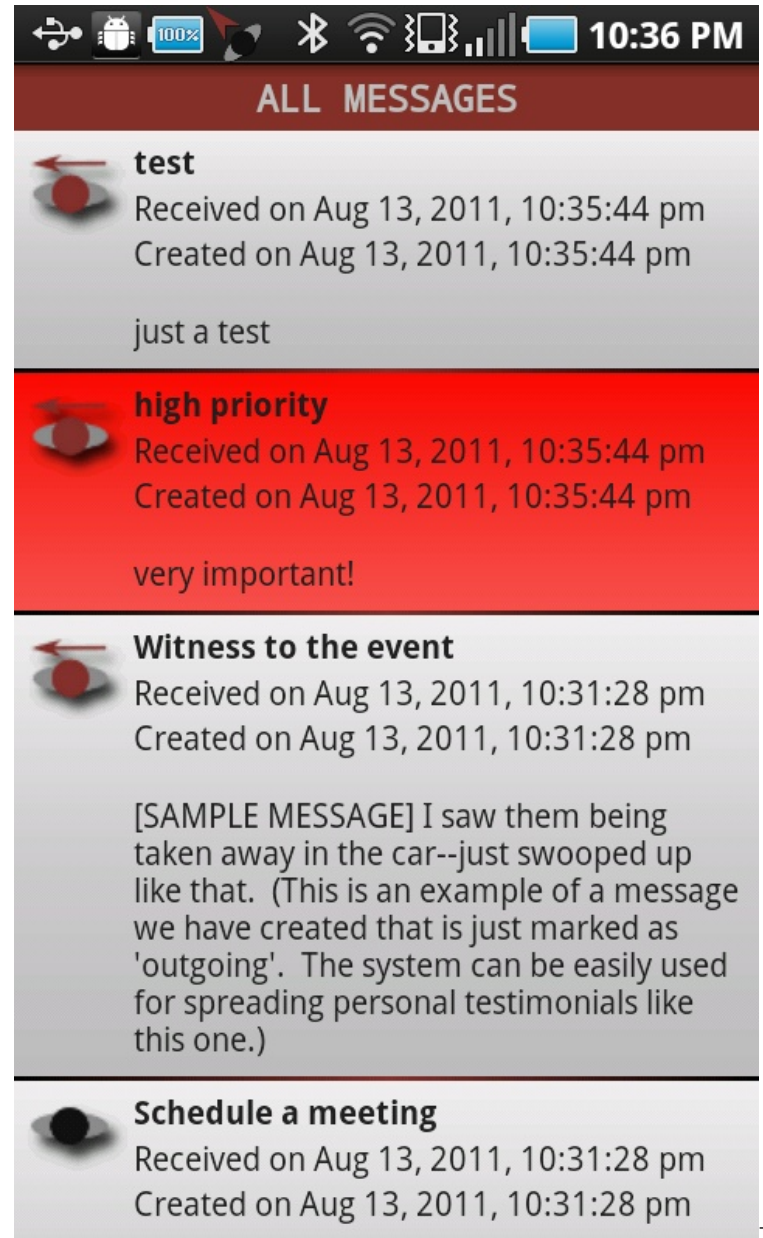 100%
10:36 PM
ALL MESSAGES
test
Received on Aug 13, 2011, 10:35:44 pm
Created on Aug 13, 2011, 10:35:44 pm
just a test
high priority
Received on Aug 13, 2011, 10:35:44 pm
Created on Aug 13, 2011, 10:35:44 pm
very important!
Witness to the event
Received on Aug 13, 2011, 10:31:28 pm
Created on Aug 13, 2011, 10:31:28 pm
[SAMPLE MESSAGE] I saw them being
taken away in the car--just swooped up
like that.  (This is an example of a message
we have created that is just marked as
'outgoing'.  The system can be easily used
for spreading personal testimonials like
this one.)
Schedule a meeting
Received on Aug 13, 2011, 10:31:28 pm
Created on Aug 13, 2011, 10:31:28 pm